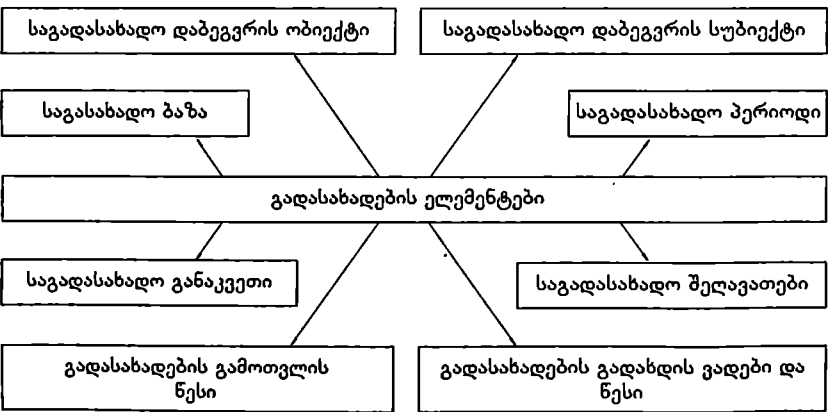 საგადასახადო დაბეგვრის ობიექტი
საგადასახადო დაბეგვრის სუბიექტი
საგასახადო ბაზა
საგადასახადო პერიოდი
გადასახადების ელემენტები
საგადასახადო განაკვეთი
საგადასახადო შეღავათები
გადასახადების გამოთვლის
წესი
გადასახადების გადახდის ვადები და
წესი